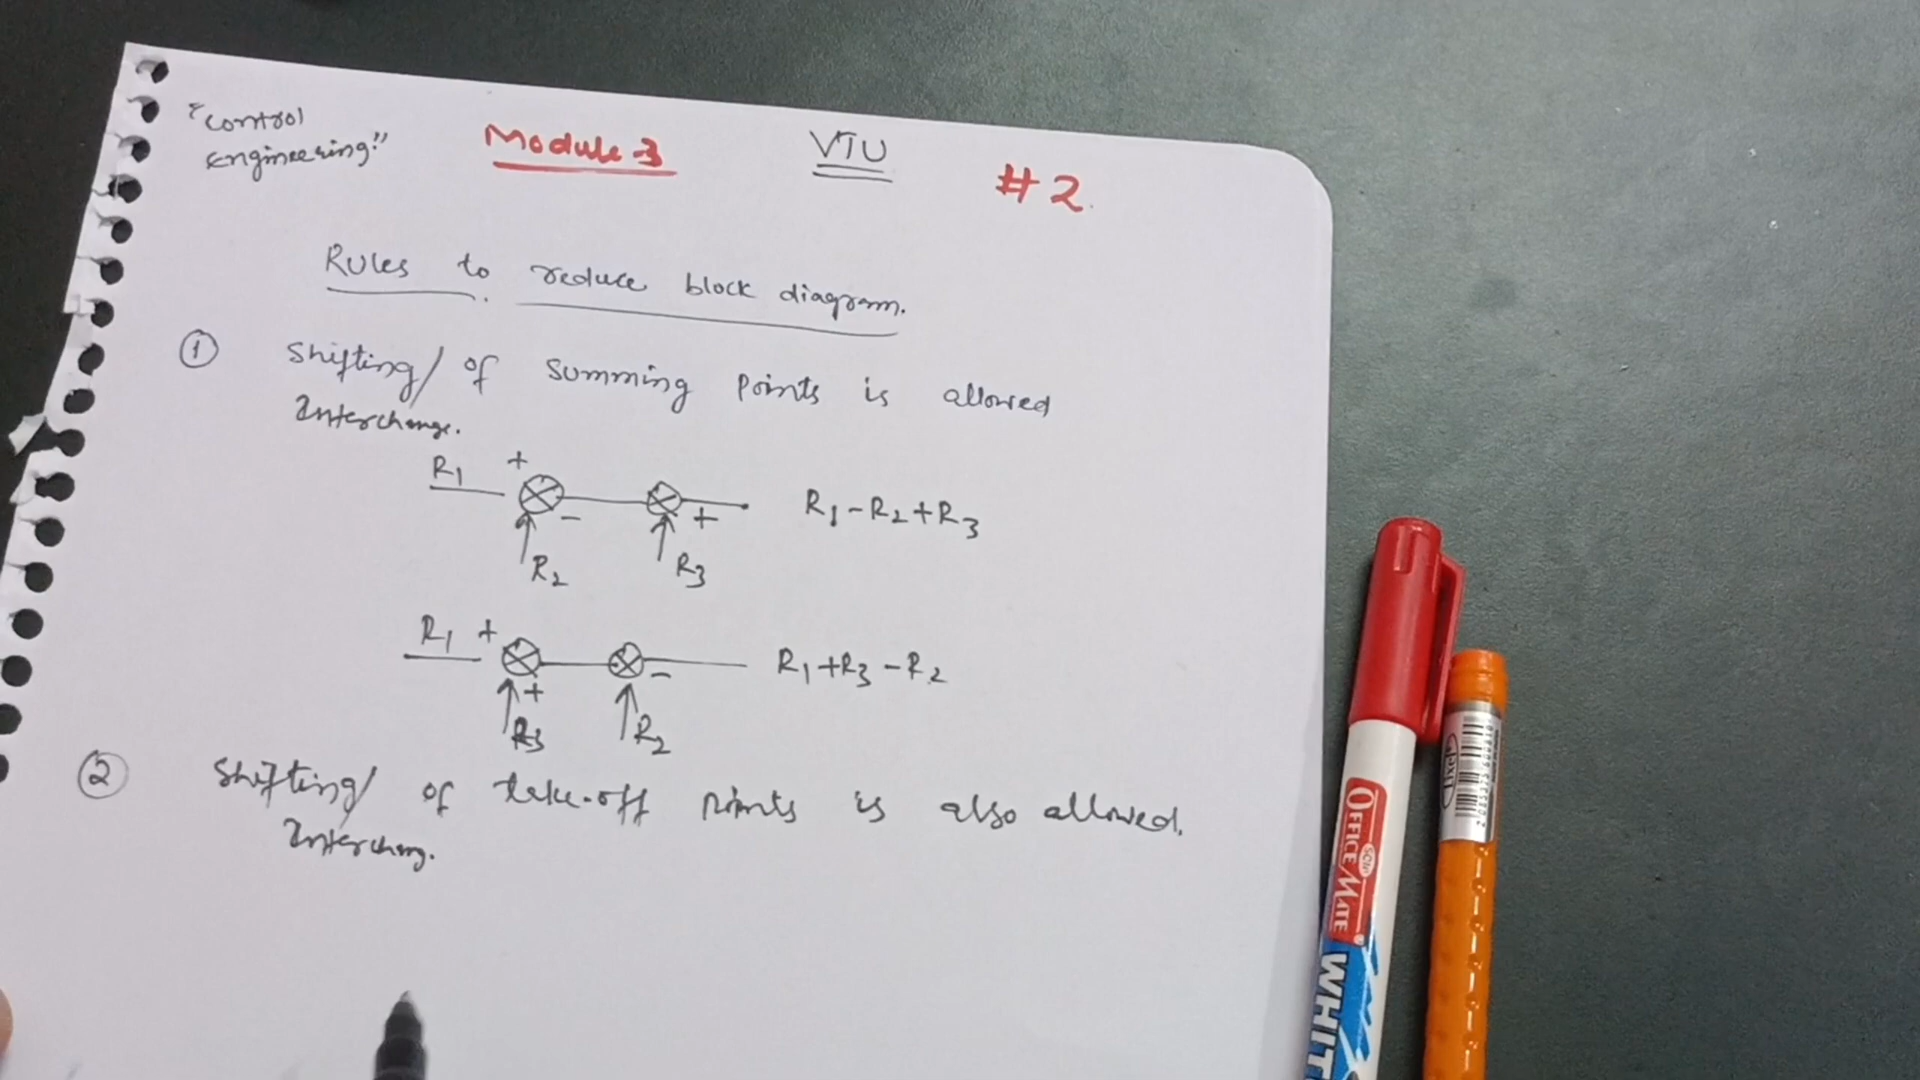 "Control
Engineering"
Module 3
VTU
#2.
Rules to reduce block diagram.
① Shifting/ of summing points is allowed
Interchange.
R1 + R1-R2+R3
- +
R2 R3
R1 + - R1+R3-R2
+
R3 R2
② Shifting/ of take-off points is also allowed.
Interchang.
OFFICE MATE
SCHI
WHIT